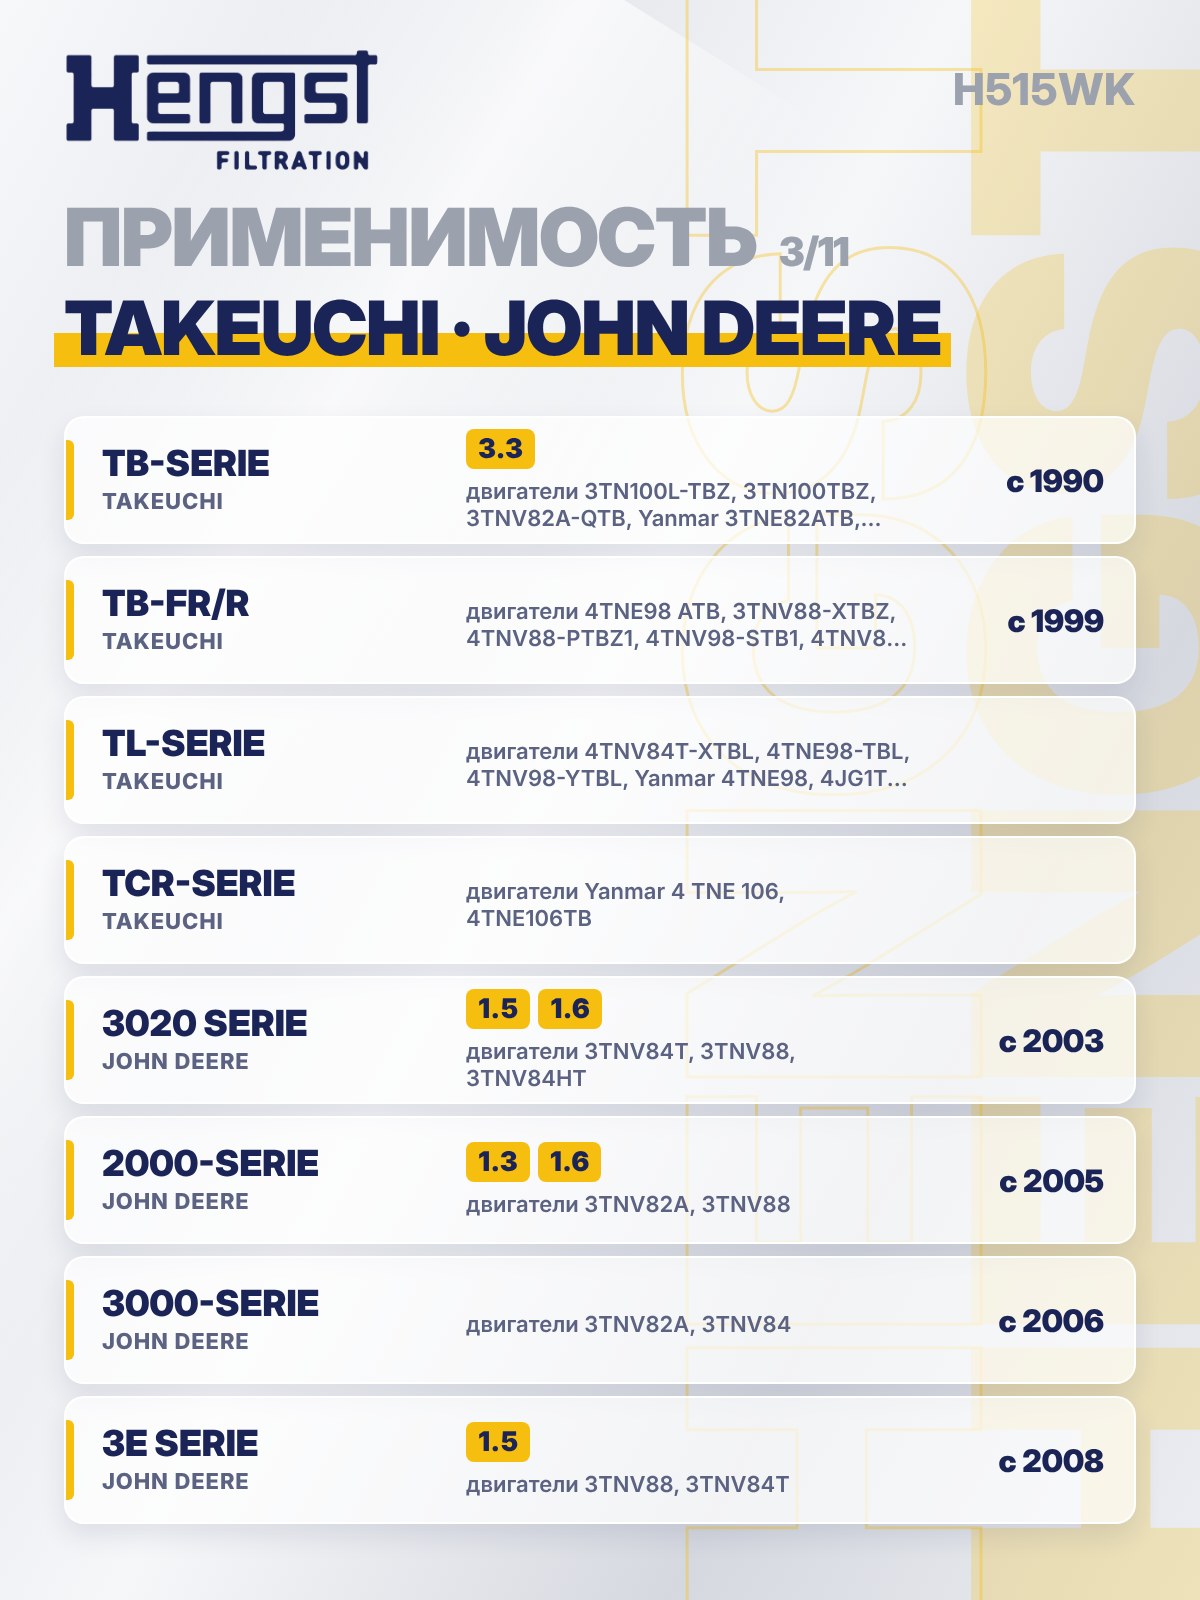 Hengst
FILTRATION
H515WK
ПРИМЕНИМОСТЬ 3/11
TAKEUCHI · JOHN DEERE
TB-SERIE
TAKEUCHI
3.3
двигатели 3TN100L-TBZ, 3TN100TBZ,
3TNV82A-QTB, Yanmar 3TNE82ATB,...
с 1990
TB-FR/R
TAKEUCHI
двигатели 4TNE98 ATB, 3TNV88-XTBZ,
4TNV88-PTBZ1, 4TNV98-STB1, 4TNV8...
с 1999
TL-SERIE
TAKEUCHI
двигатели 4TNV84T-XTBL, 4TNE98-TBL,
4TNV98-YTBL, Yanmar 4TNE98, 4JG1T...
TCR-SERIE
TAKEUCHI
двигатели Yanmar 4 TNE 106,
4TNE106TB
3020 SERIE
JOHN DEERE
1.5 1.6
двигатели 3TNV84T, 3TNV88,
3TNV84HT
с 2003
2000-SERIE
JOHN DEERE
1.3 1.6
двигатели 3TNV82A, 3TNV88
с 2005
3000-SERIE
JOHN DEERE
двигатели 3TNV82A, 3TNV84
с 2006
3E SERIE
JOHN DEERE
1.5
двигатели 3TNV88, 3TNV84T
с 2008
HENGST
HENGST